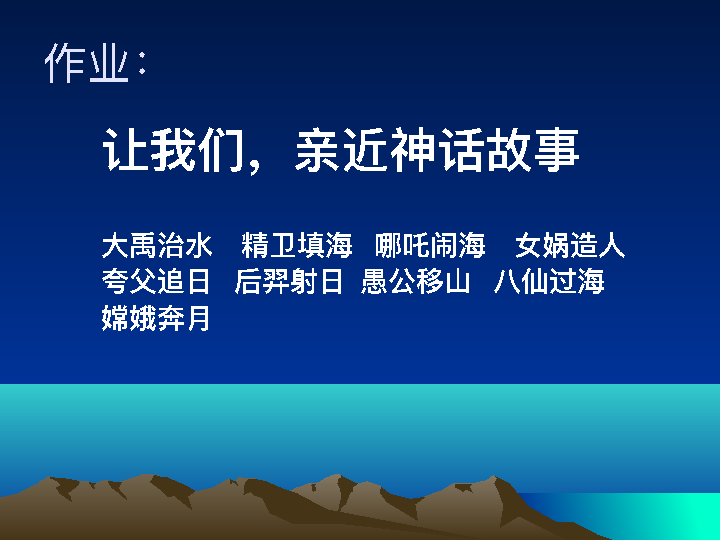 作业：
让我们，亲近神话故事
大禹治水 精卫填海 哪吒闹海 女娲造人
夸父追日 后羿射日 愚公移山 八仙过海
嫦娥奔月